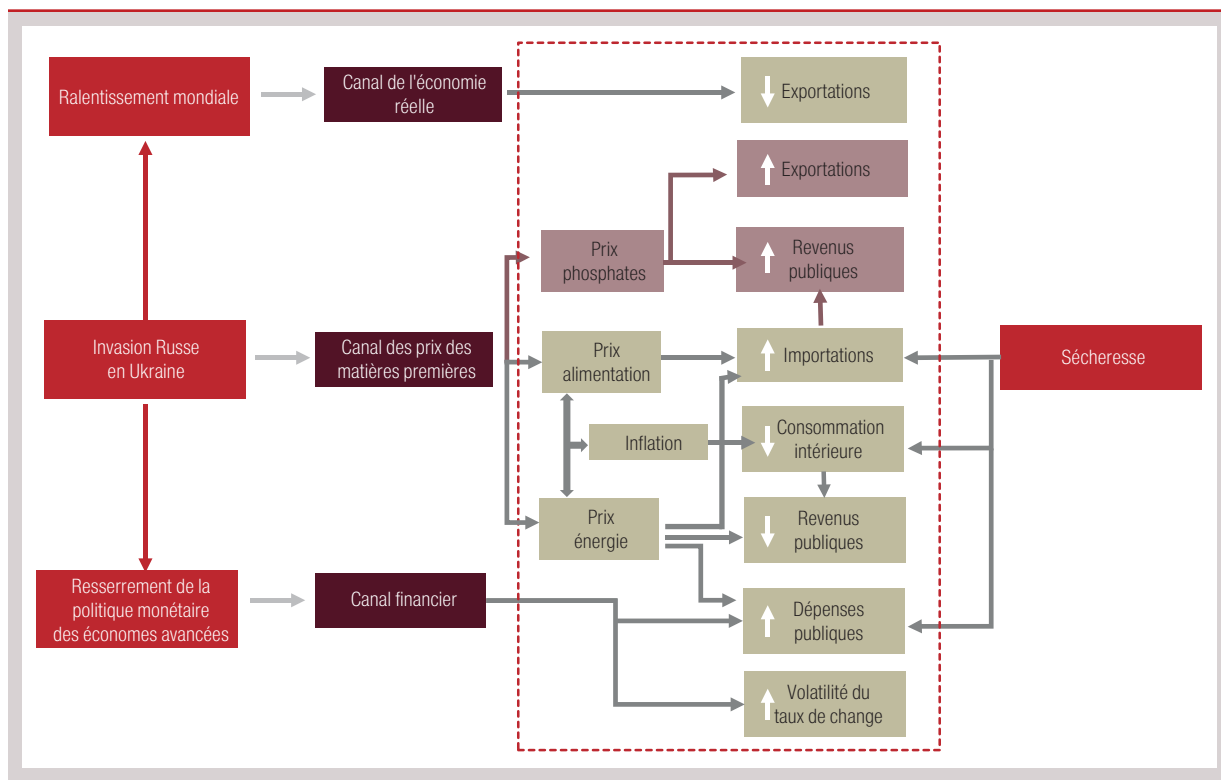 Ralentissement mondiale
Canal de l'économie
réelle
Exportations
Exportations
Prix
phosphates
Revenus
publiques
Invasion Russe
en Ukraine
Canal des prix des
matières premières
Prix
alimentation
Importations
Sécheresse
Inflation
Consommation
intérieure
Prix
énergie
Revenus
publiques
Resserrement de la
politique monétaire
des économes avancées
Canal financier
Dépenses
publiques
Volatilité du
taux de change